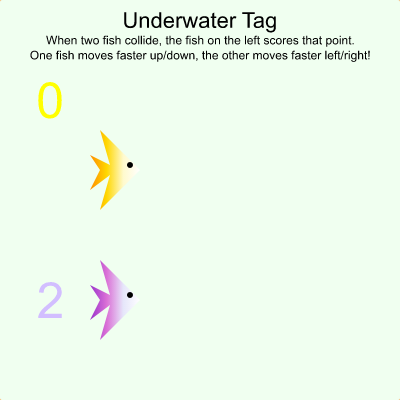 Underwater Tag
When two fish collide, the fish on the left scores that point.
One fish moves faster up/down, the other moves faster left/right!
0
2